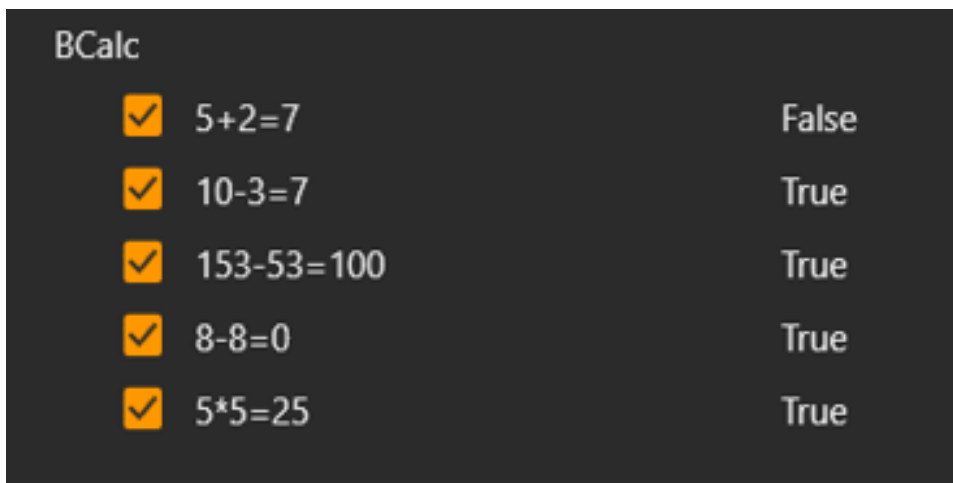 BCalc
5+2=7 False
10-3=7 True
153-53=100 True
8-8=0 True
5*5=25 True